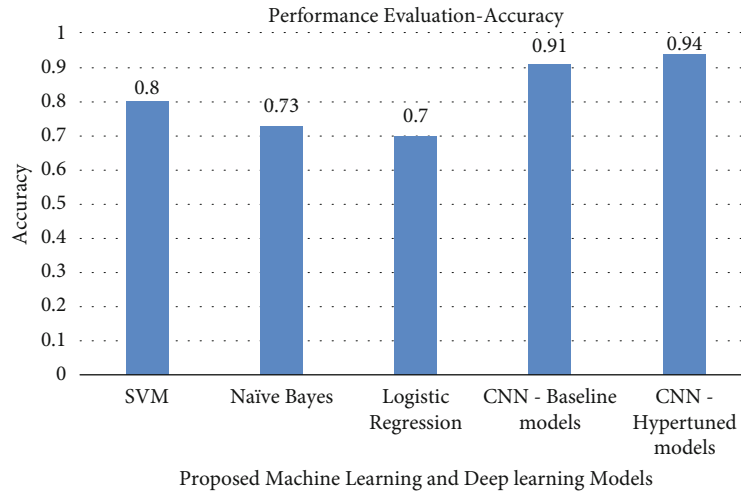 Performance Evaluation-Accuracy
1
0.9
0.8
0.7
0.6
0.5
0.4
0.3
0.2
0.1
0
Accuracy
0.8
0.73
0.7
0.91
0.94
SVM
Naïve Bayes
Logistic
Regression
CNN - Baseline
models
CNN -
Hypertuned
models
Proposed Machine Learning and Deep learning Models